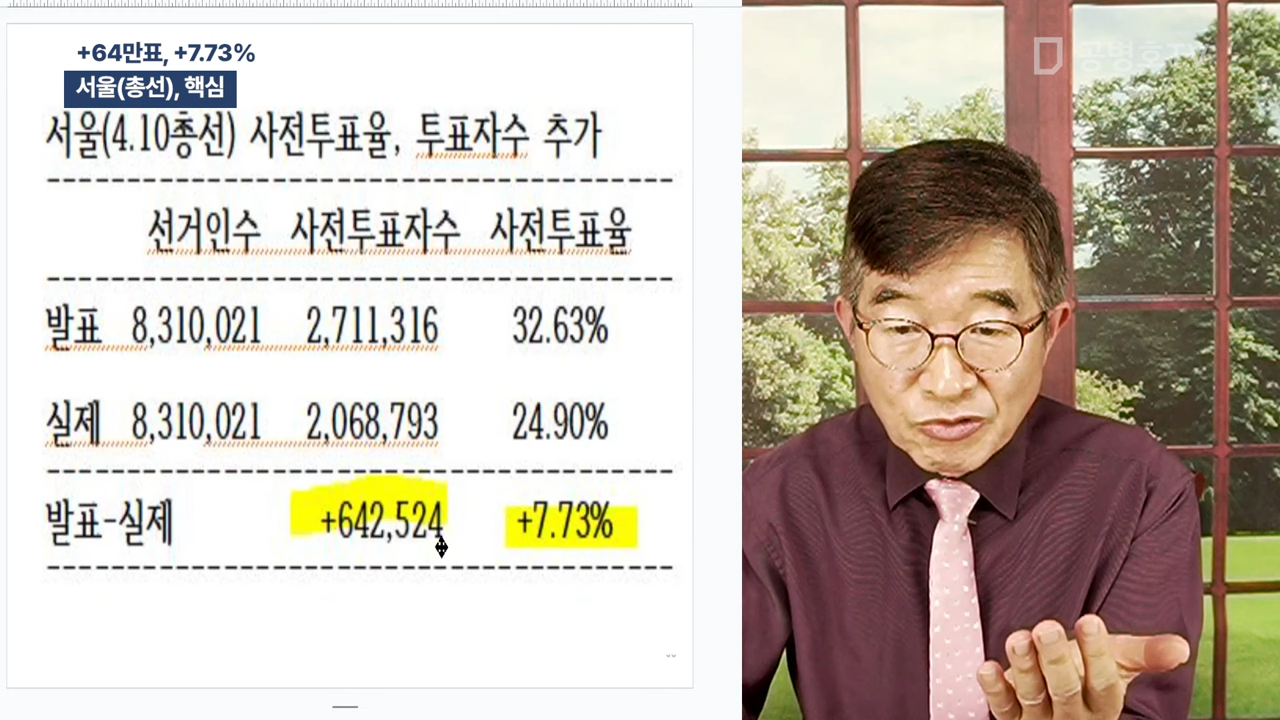 +64만표, +7.73%
서울(총선), 핵심
서울(4.10총선) 사전투표율, 투표자수 추가
선거인수 사전투표자수 사전투표율
발표 8,310,021 2,711,316 32.63%
실제 8,310,021 2,068,793 24.90%
발표-실제 +642,524 +7.73%
공병호